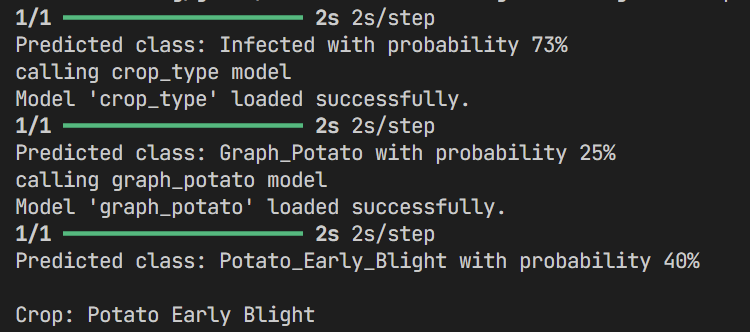 1/1 ━━━━━━━━━━━━━━━━━━━━ 2s 2s/step
Predicted class: Infected with probability 73%
calling crop_type model
Model 'crop_type' loaded successfully.
1/1 ━━━━━━━━━━━━━━━━━━━━ 2s 2s/step
Predicted class: Graph_Potato with probability 25%
calling graph_potato model
Model 'graph_potato' loaded successfully.
1/1 ━━━━━━━━━━━━━━━━━━━━ 2s 2s/step
Predicted class: Potato_Early_Blight with probability 40%
Crop: Potato Early Blight